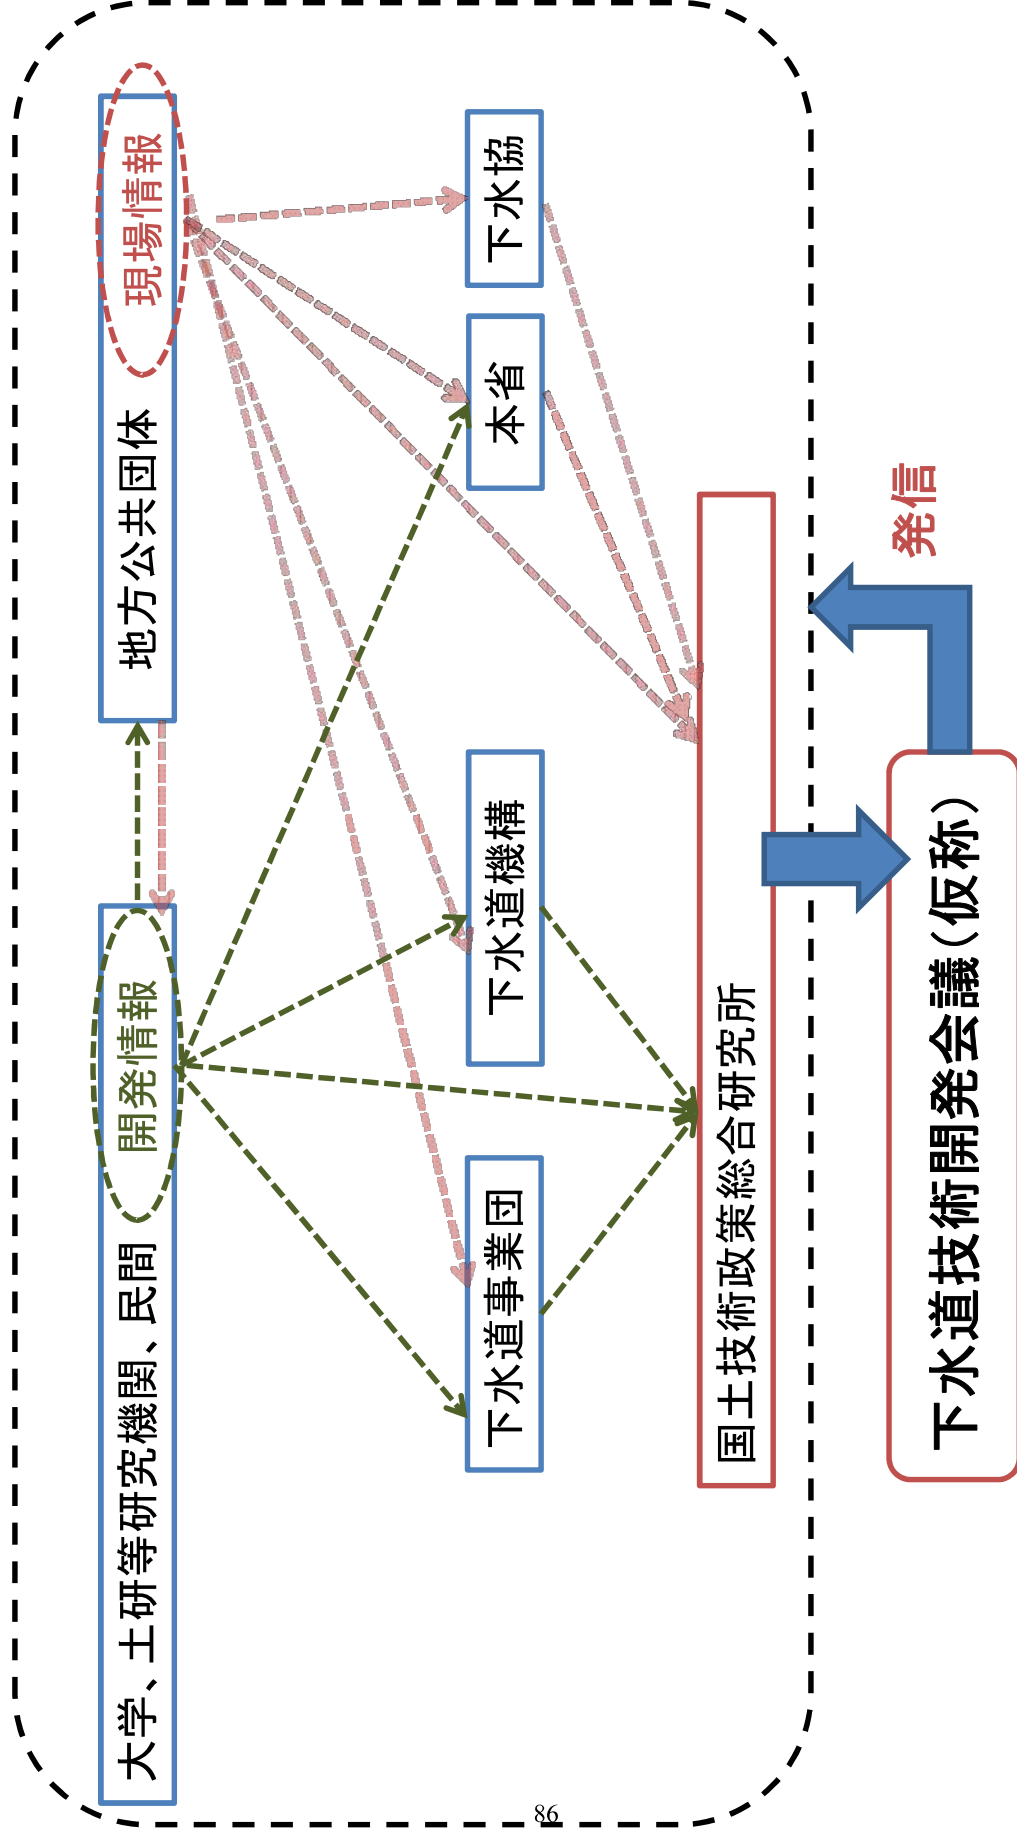 大学、土研等研究機関、民間
開発情報
地方公共団体
現場情報
下水道事業団
下水道機構
本省
下水協
国土技術政策総合研究所
下水道技術開発会議(仮称)
発信
86